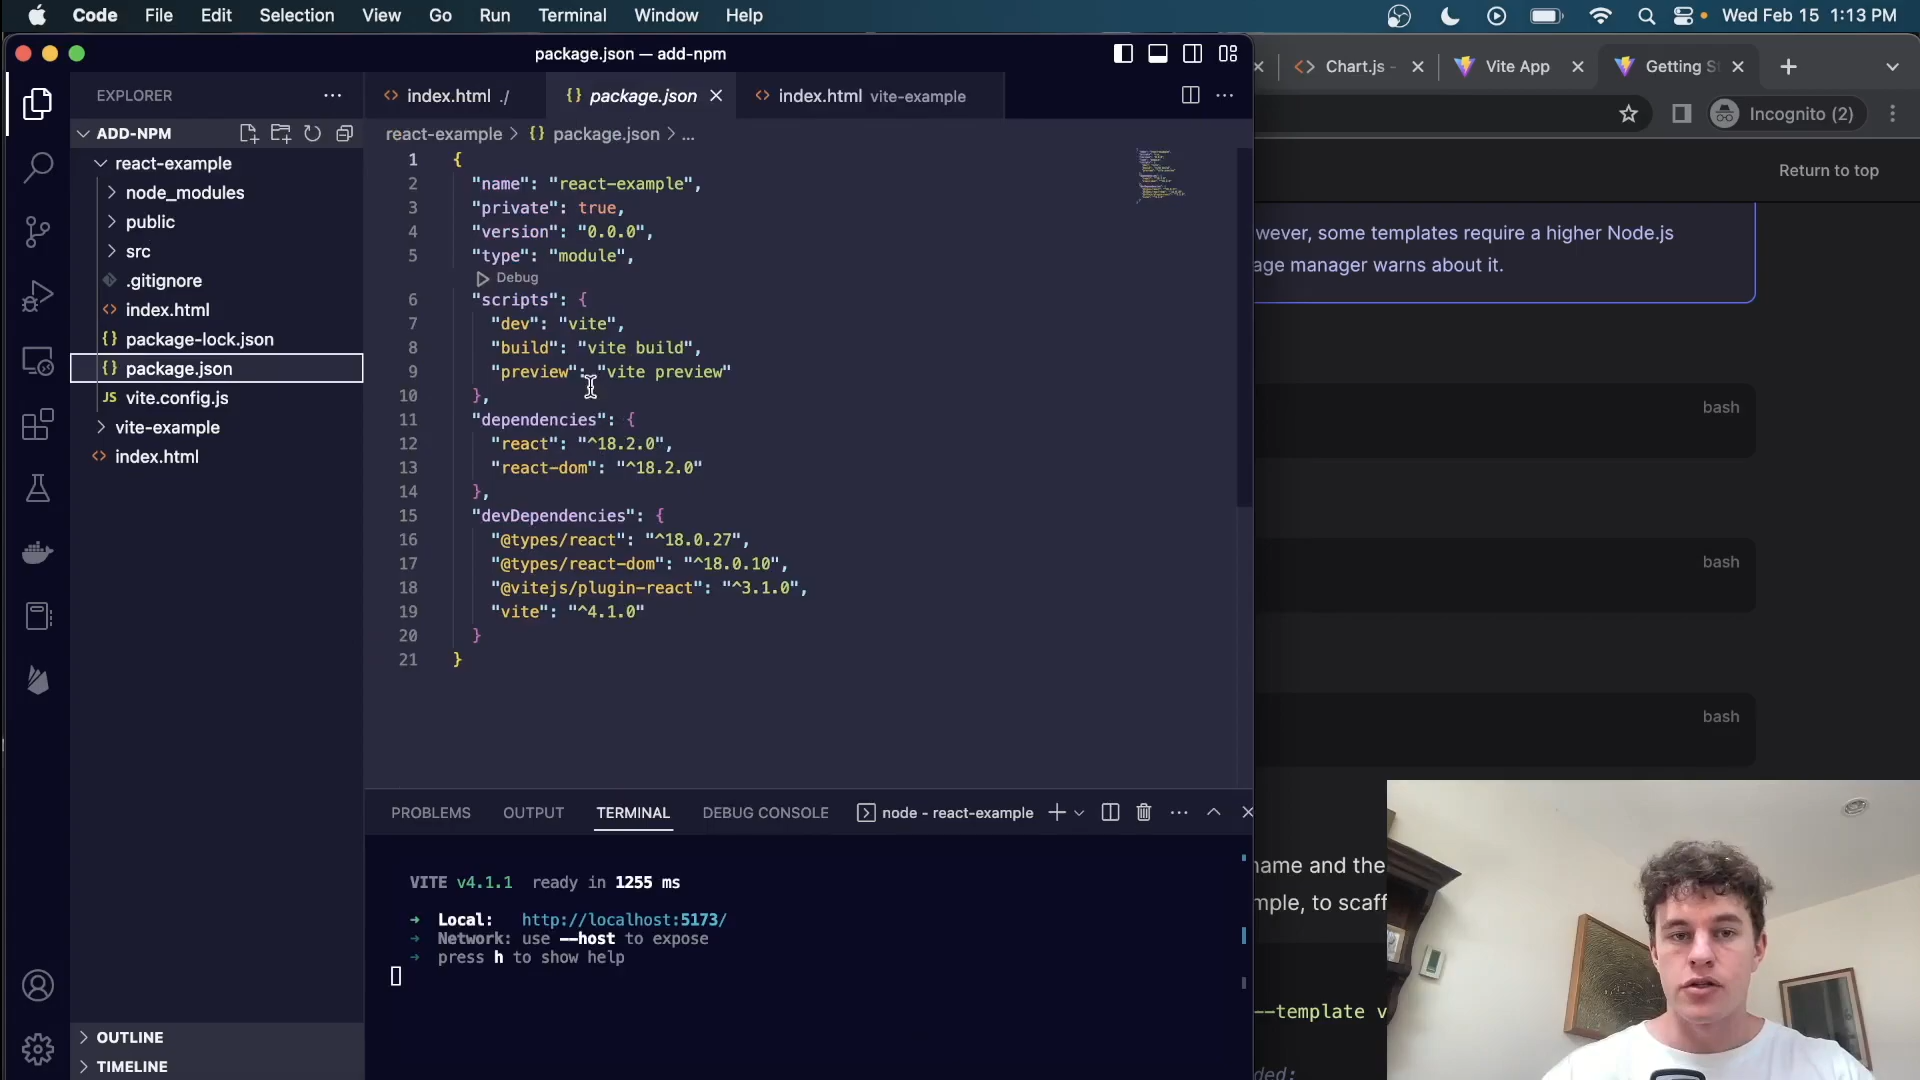 Code File Edit Selection View Go Run Terminal Window Help
Wed Feb 15 1:13 PM
package.json — add-npm
Chart.js -
Vite App
Getting S
EXPLORER
index.html ./
package.json
index.html vite-example
Incognito (2)
ADD-NPM
react-example > {} package.json > ...
react-example
node_modules
public
src
.gitignore
index.html
package-lock.json
package.json
JS vite.config.js
vite-example
index.html
1 {
2 "name": "react-example",
3 "private": true,
4 "version": "0.0.0",
5 "type": "module",
Debug
6 "scripts": {
7 "dev": "vite",
8 "build": "vite build",
9 "preview": "vite preview"
10 },
11 "dependencies": {
12 "react": "^18.2.0",
13 "react-dom": "^18.2.0"
14 },
15 "devDependencies": {
16 "@types/react": "^18.0.27",
17 "@types/react-dom": "^18.0.10",
18 "@vitejs/plugin-react": "^3.1.0",
19 "vite": "^4.1.0"
20 }
21 }
Return to top
wever, some templates require a higher Node.js
age manager warns about it.
bash
bash
bash
PROBLEMS OUTPUT TERMINAL DEBUG CONSOLE node - react-example
VITE v4.1.1 ready in 1255 ms
➜ Local: http://localhost:5173/
➜ Network: use --host to expose
➜ press h to show help
ame and the
mple, to scaff
--template v
ded:
OUTLINE
TIMELINE